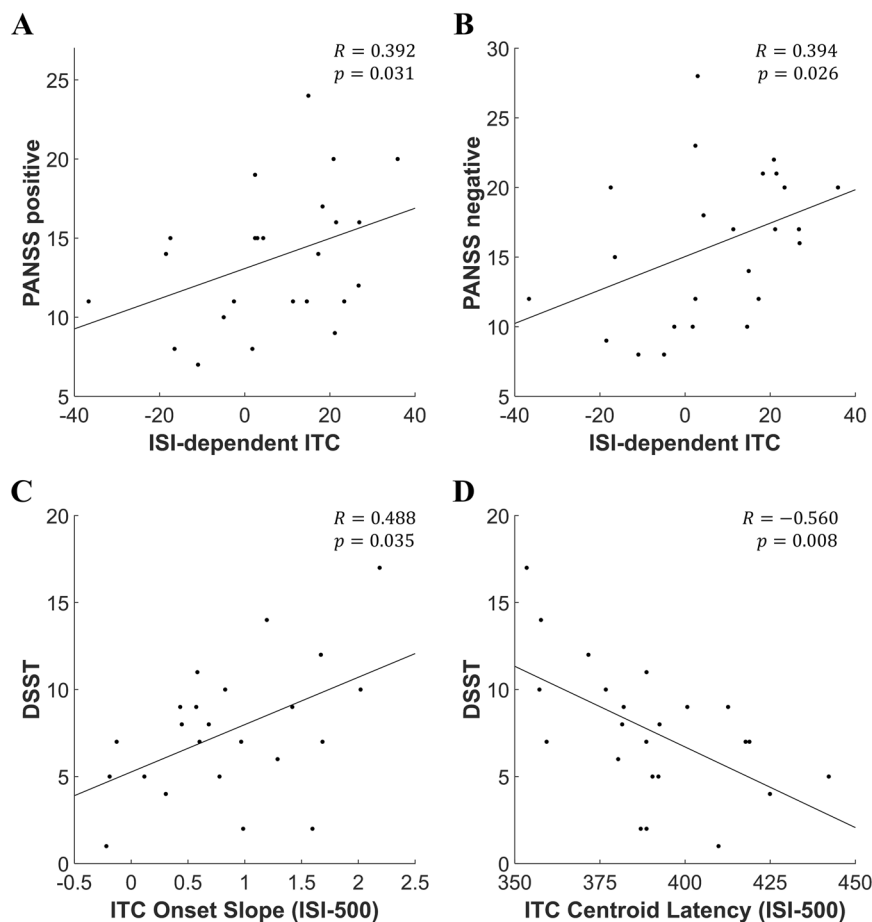 A
R = 0.392
p = 0.031
PANSS positive
25
20
15
10
5
-40
-20
0
20
40
ISI-dependent ITC
B
R = 0.394
p = 0.026
PANSS negative
30
25
20
15
10
5
-40
-20
0
20
40
ISI-dependent ITC
C
R = 0.488
p = 0.035
DSST
20
15
10
5
0
-0.5
0
0.5
1
1.5
2
2.5
ITC Onset Slope (ISI-500)
D
R = −0.560
p = 0.008
DSST
20
15
10
5
0
350
375
400
425
450
ITC Centroid Latency (ISI-500)